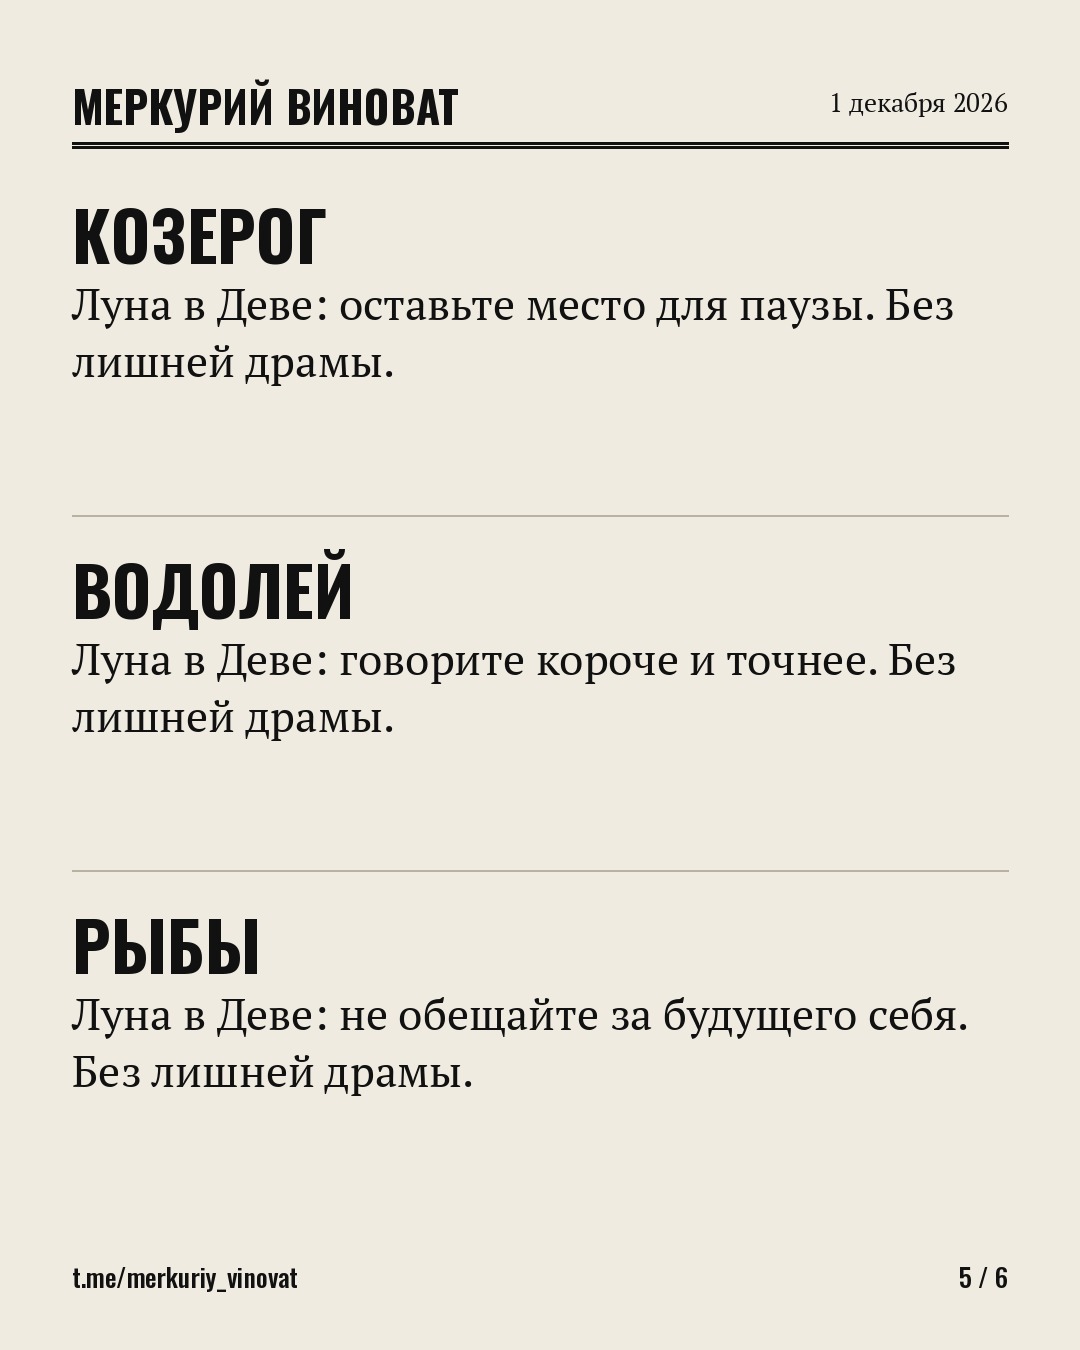 МЕРКУРИЙ ВИНОВАТ
1 декабря 2026
КОЗЕРОГ
Луна в Деве: оставьте место для паузы. Без
лишней драмы.
ВОДОЛЕЙ
Луна в Деве: говорите короче и точнее. Без
лишней драмы.
РЫБЫ
Луна в Деве: не обещайте за будущего себя.
Без лишней драмы.
t.me/merkuriy_vinovat
5 / 6